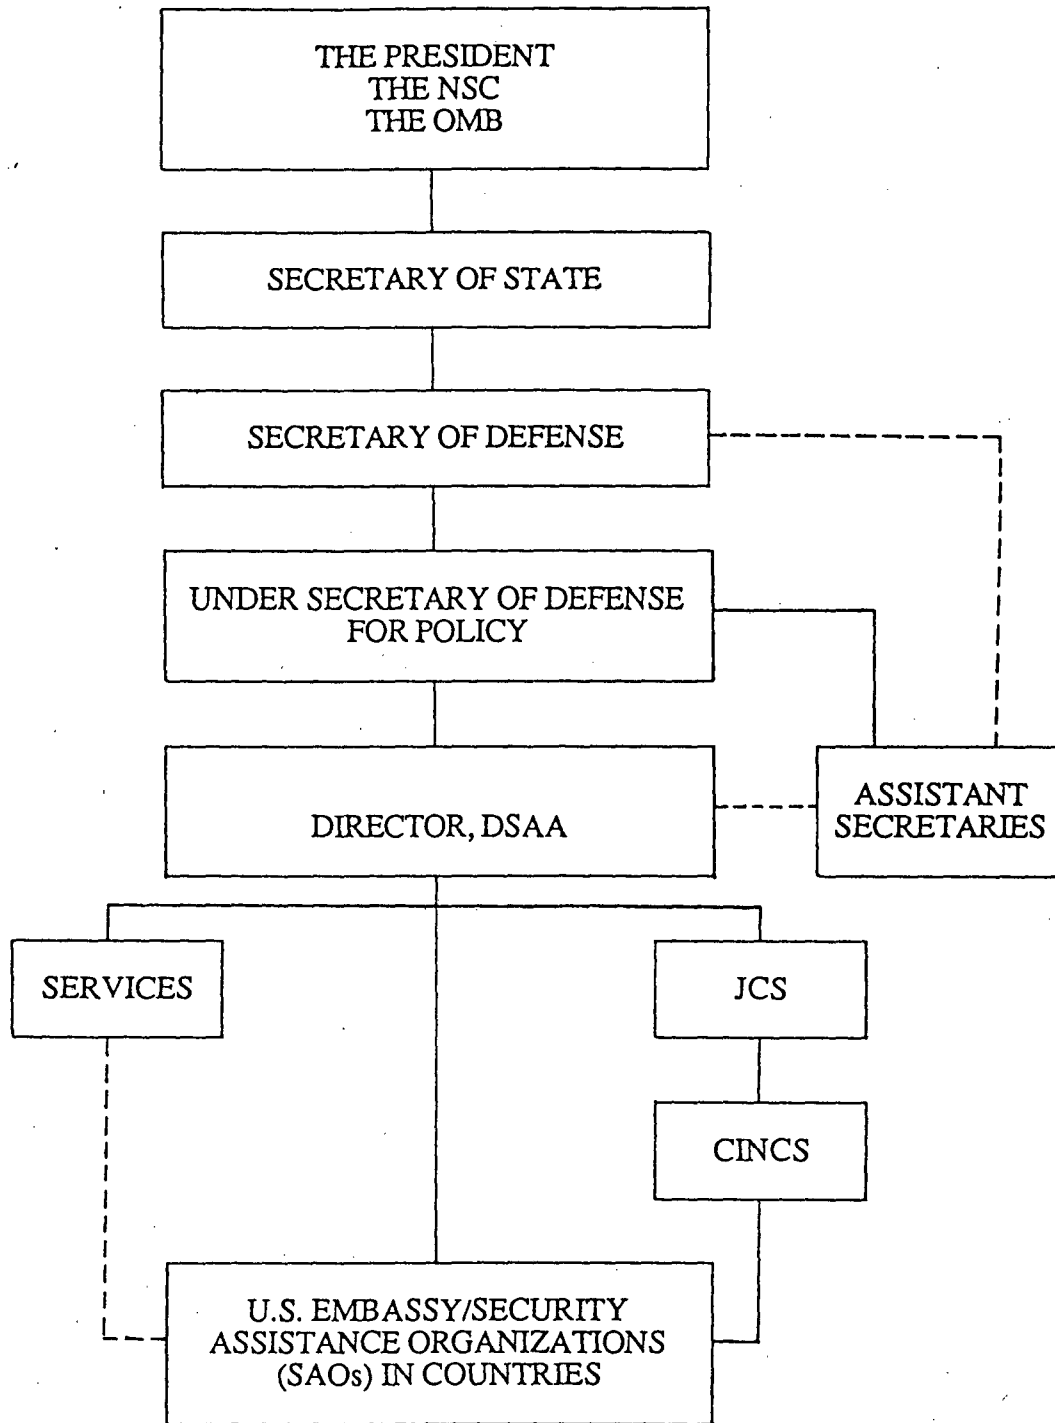 THE PRESIDENT
THE NSC
THE OMB
SECRETARY OF STATE
SECRETARY OF DEFENSE
UNDER SECRETARY OF DEFENSE
FOR POLICY
DIRECTOR, DSAA
ASSISTANT
SECRETARIES
SERVICES
JCS
CINCS
U.S. EMBASSY/SECURITY
ASSISTANCE ORGANIZATIONS
(SAOs) IN COUNTRIES